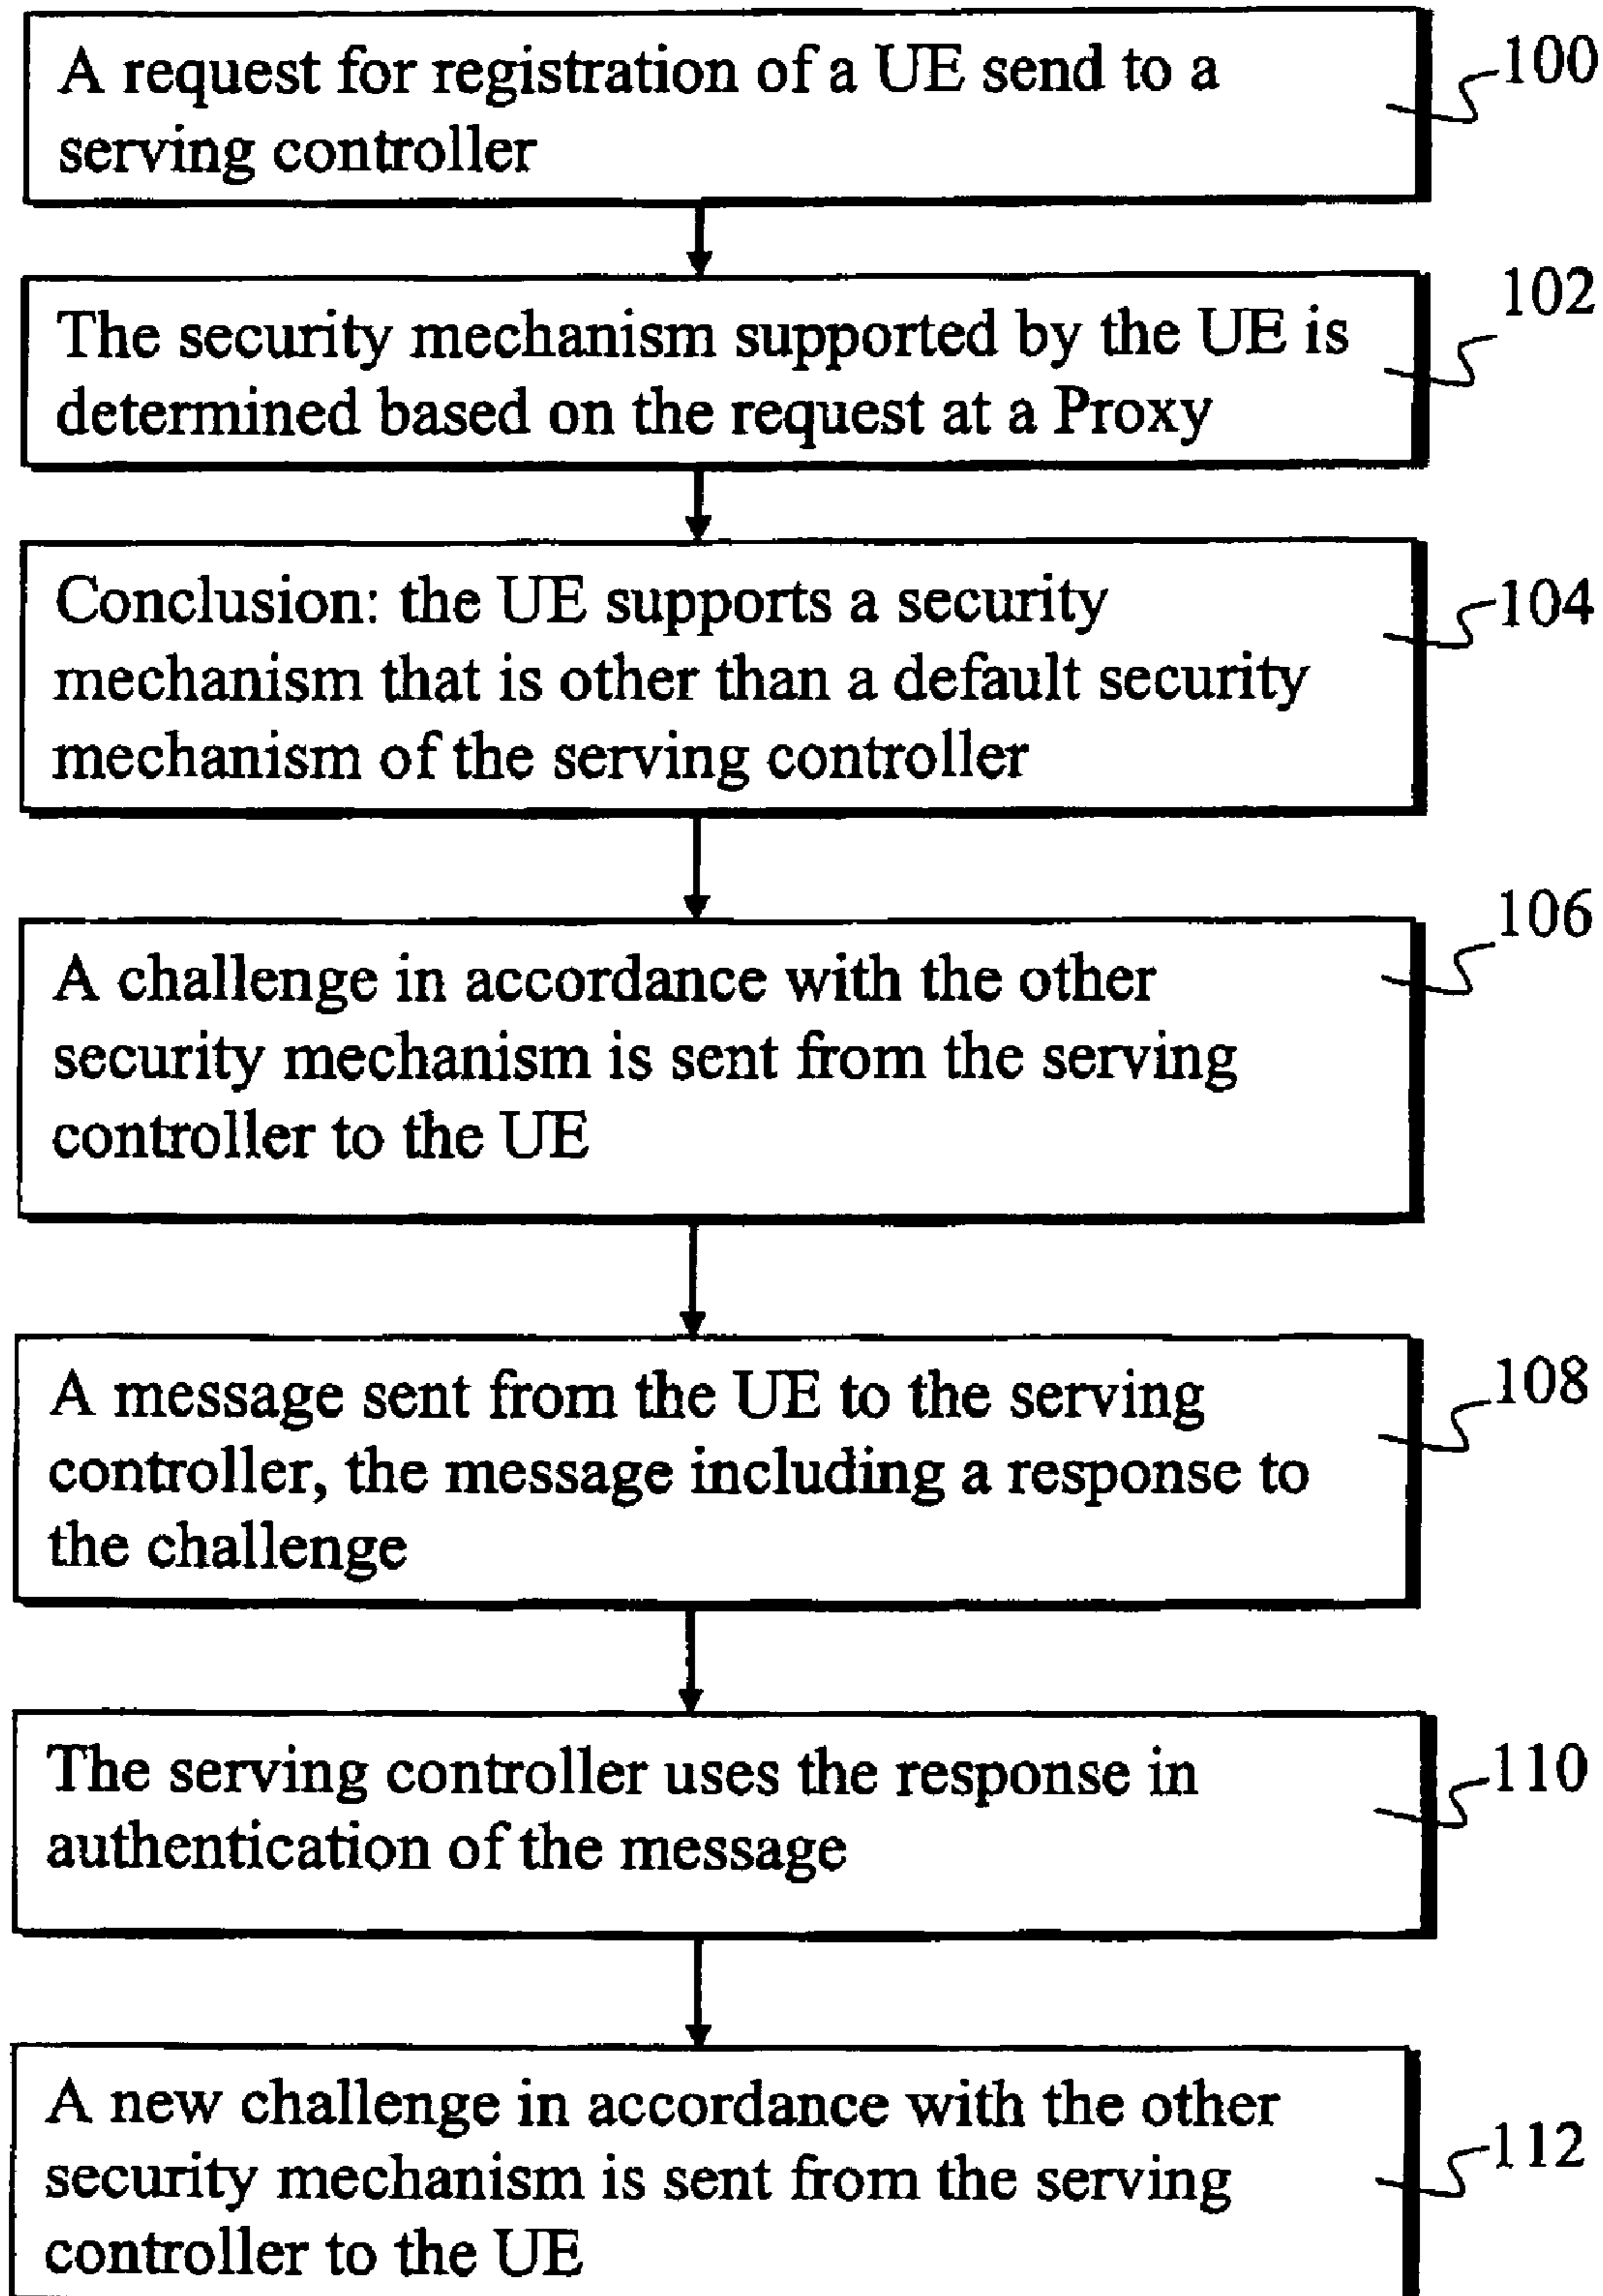 A request for registration of a UE send to a
serving controller
100
The security mechanism supported by the UE is
determined based on the request at a Proxy
102
Conclusion: the UE supports a security
mechanism that is other than a default security
mechanism of the serving controller
104
A challenge in accordance with the other
security mechanism is sent from the serving
controller to the UE
106
A message sent from the UE to the serving
controller, the message including a response to
the challenge
108
The serving controller uses the response in
authentication of the message
110
A new challenge in accordance with the other
security mechanism is sent from the serving
controller to the UE
112